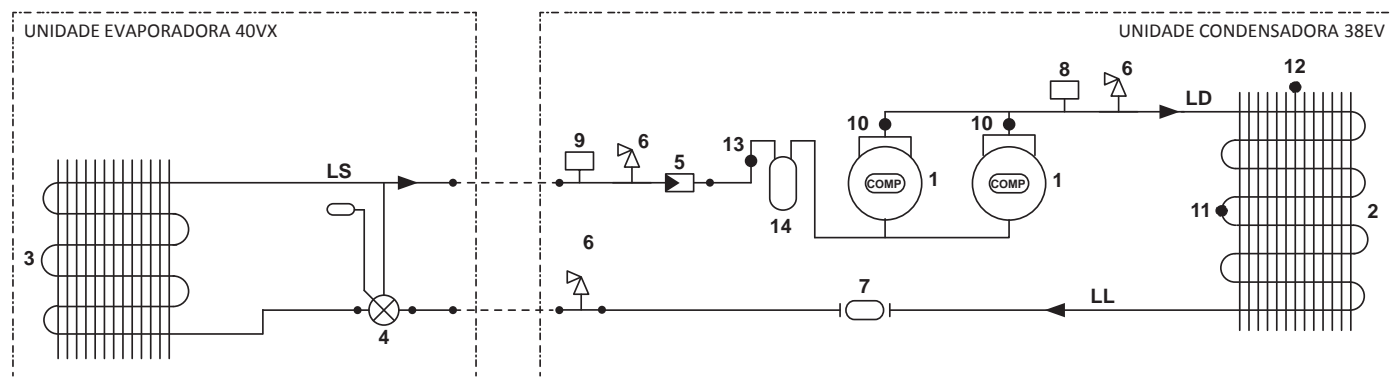 UNIDADE EVAPORADORA 40VX
UNIDADE CONDENSADORA 38EV
12
8
6
LD
10
10
9
6
5
13
LS
COMP
1
COMP
1
14
11
2
3
6
7
LL
4